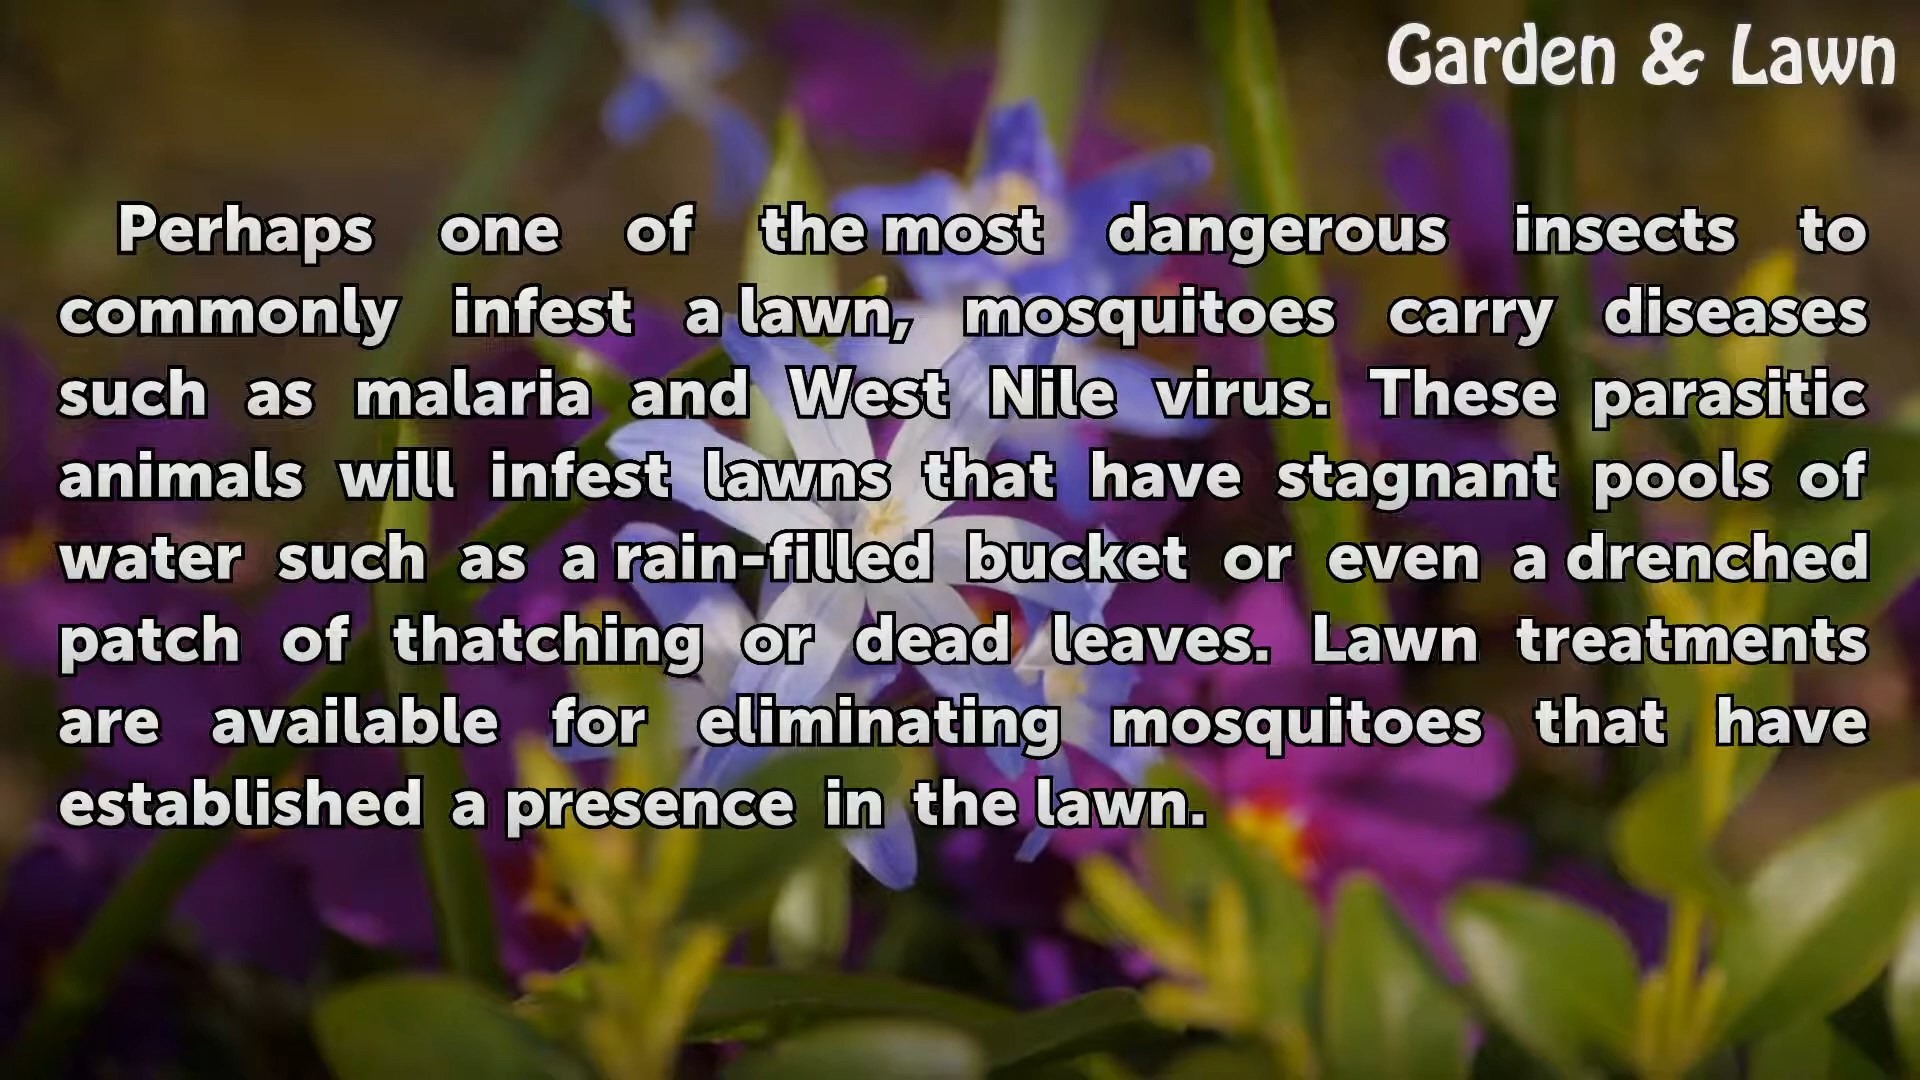 Garden & Lawn
Perhaps one of the most dangerous insects to
commonly infest a lawn, mosquitoes carry diseases
such as malaria and West Nile virus. These parasitic
animals will infest lawns that have stagnant pools of
water such as a rain-filled bucket or even a drenched
patch of thatching or dead leaves. Lawn treatments
are available for eliminating mosquitoes that have
established a presence in the lawn.